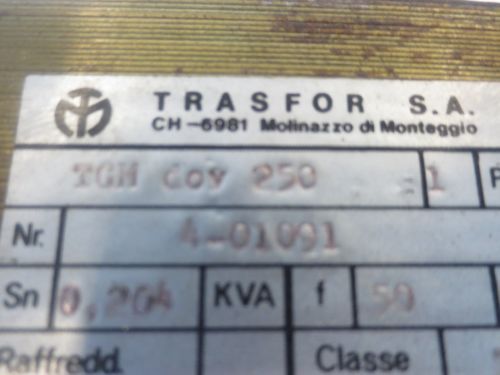 TRASFOR S.A.
CH-6981 Molinazzo di Monteggio
TGM 250 1 P
Nr. 4-01091
Sn 0,204 KVA f 50
Raffredd. Classe